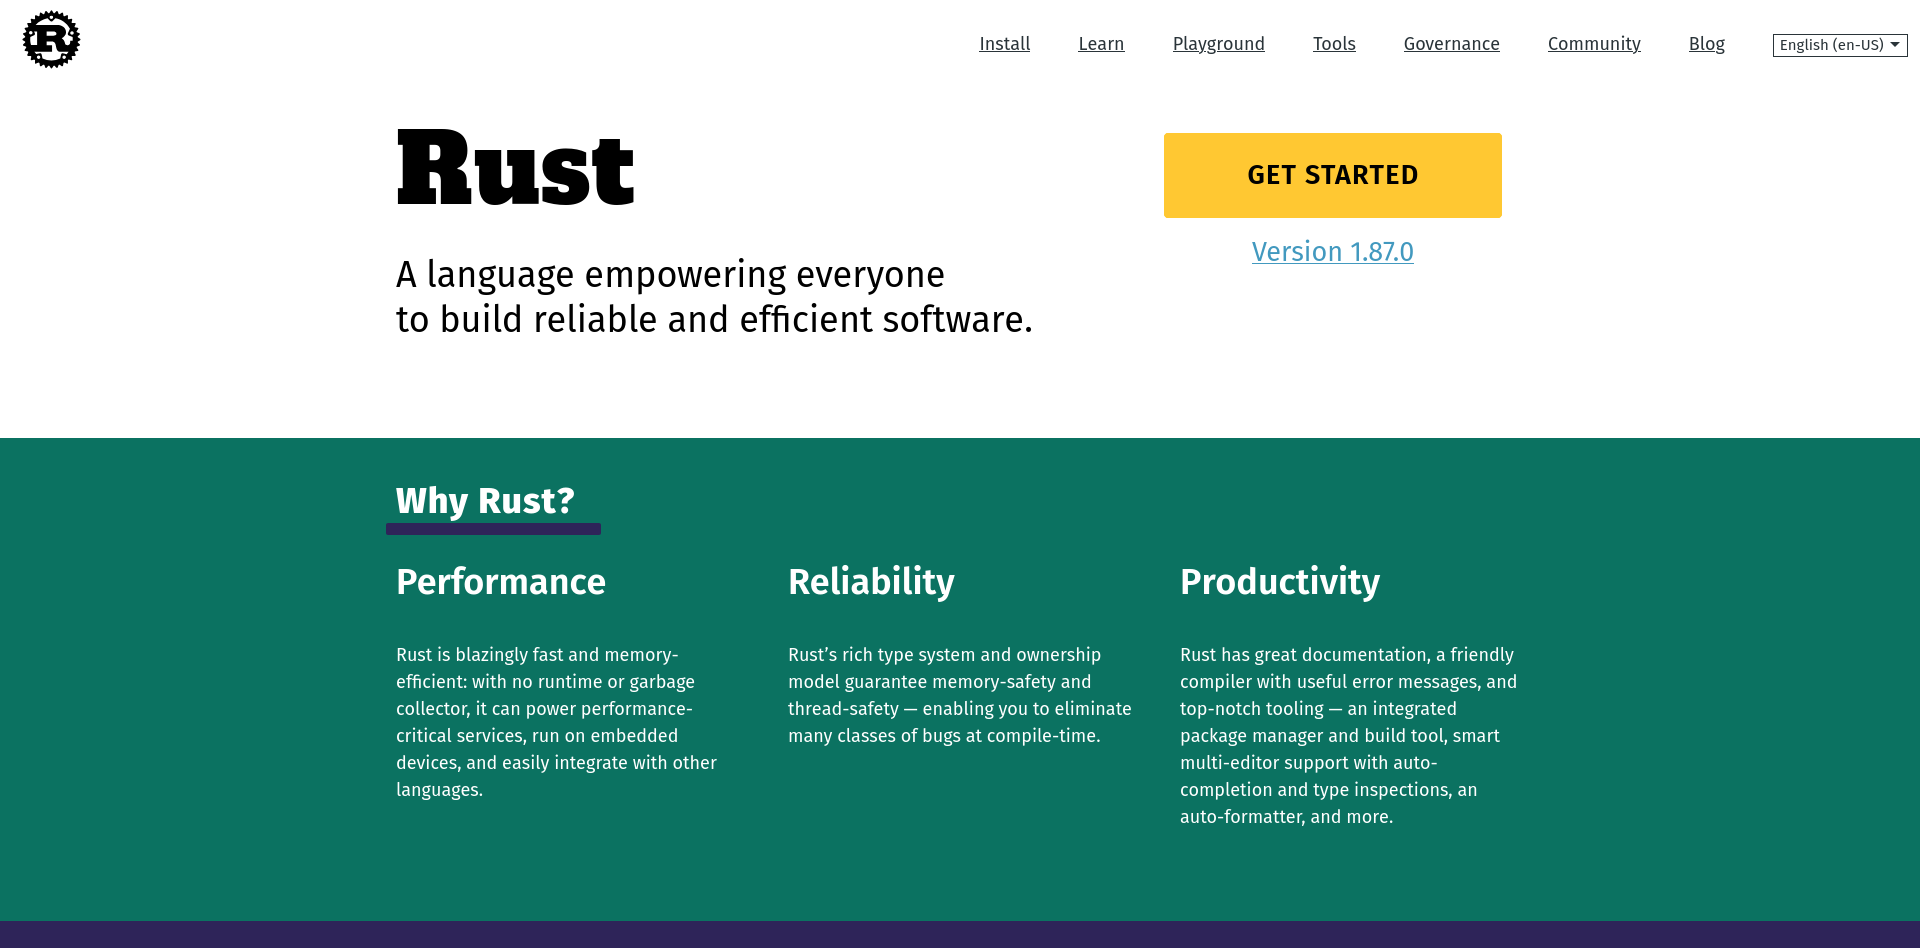 R
Install
Learn
Playground
Tools
Governance
Community
Blog
English (en-US)
Rust
GET STARTED
Version 1.87.0
A language empowering everyone
to build reliable and efficient software.
Why Rust?
Performance
Rust is blazingly fast and memory-
efficient: with no runtime or garbage
collector, it can power performance-
critical services, run on embedded
devices, and easily integrate with other
languages.
Reliability
Rust’s rich type system and ownership
model guarantee memory-safety and
thread-safety — enabling you to eliminate
many classes of bugs at compile-time.
Productivity
Rust has great documentation, a friendly
compiler with useful error messages, and
top-notch tooling — an integrated
package manager and build tool, smart
multi-editor support with auto-
completion and type inspections, an
auto-formatter, and more.